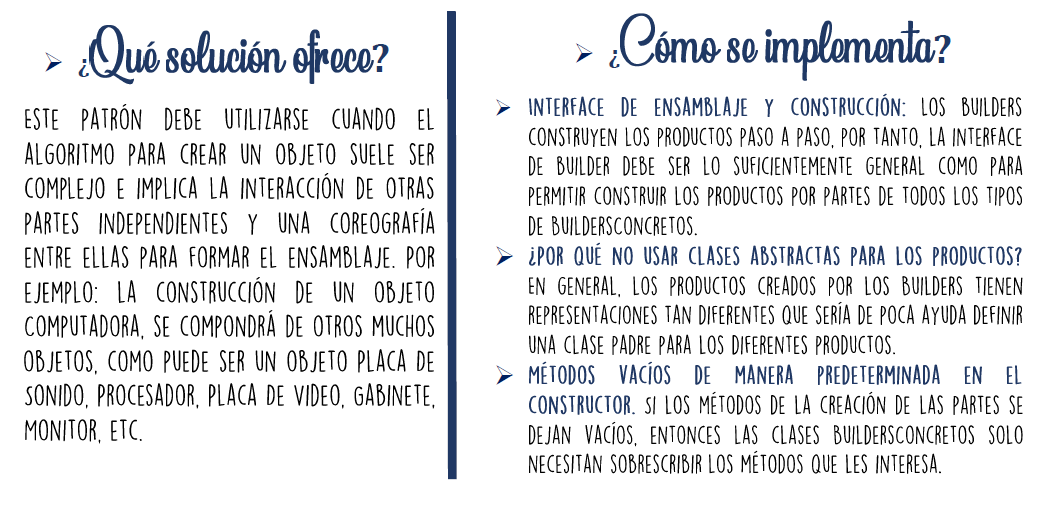 ¿Qué solución ofrece?
ESTE PATRÓN DEBE UTILIZARSE CUANDO EL
ALGORITMO PARA CREAR UN OBJETO SUELE SER
COMPLEJO E IMPLICA LA INTERACCIÓN DE OTRAS
PARTES INDEPENDIENTES Y UNA COREOGRAFÍA
ENTRE ELLAS PARA FORMAR EL ENSAMBLAJE. POR
EJEMPLO: LA CONSTRUCCIÓN DE UN OBJETO
COMPUTADORA, SE COMPONDRÁ DE OTROS MUCHOS
OBJETOS, COMO PUEDE SER UN OBJETO PLACA DE
SONIDO, PROCESADOR, PLACA DE VIDEO, GABINETE,
MONITOR, ETC.
¿Cómo se implementa?
INTERFACE DE ENSAMBLAJE Y CONSTRUCCIÓN: LOS BUILDERS
CONSTRUYEN LOS PRODUCTOS PASO A PASO, POR TANTO, LA INTERFACE
DE BUILDER DEBE SER LO SUFICIENTEMENTE GENERAL COMO PARA
PERMITIR CONSTRUIR LOS PRODUCTOS POR PARTES DE TODOS LOS TIPOS
DE BUILDERSCONCRETOS.
¿POR QUÉ NO USAR CLASES ABSTRACTAS PARA LOS PRODUCTOS?
EN GENERAL, LOS PRODUCTOS CREADOS POR LOS BUILDERS TIENEN
REPRESENTACIONES TAN DIFERENTES QUE SERÍA DE POCA AYUDA DEFINIR
UNA CLASE PADRE PARA LOS DIFERENTES PRODUCTOS.
MÉTODOS VACÍOS DE MANERA PREDETERMINADA EN EL
CONSTRUCTOR. SI LOS MÉTODOS DE LA CREACIÓN DE LAS PARTES SE
DEJAN VACÍOS, ENTONCES LAS CLASES BUILDERSCONCRETOS SOLO
NECESITAN SOBRESCRIBIR LOS MÉTODOS QUE LES INTERESA.